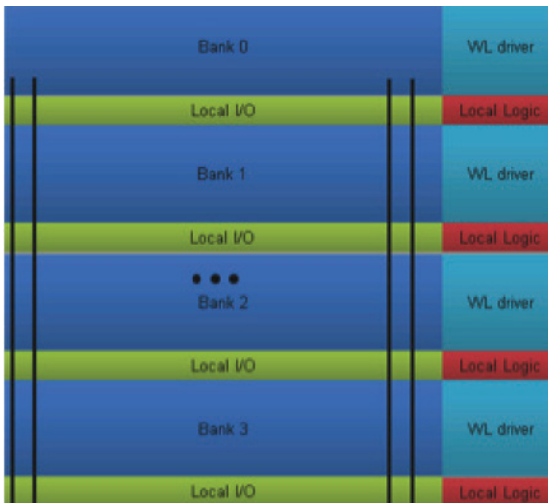 Bank 0 WL driver
Local I/O Local Logic
Bank 1 WL driver
Local I/O Local Logic
Bank 2 WL driver
Local I/O Local Logic
Bank 3 WL driver
Local I/O Local Logic